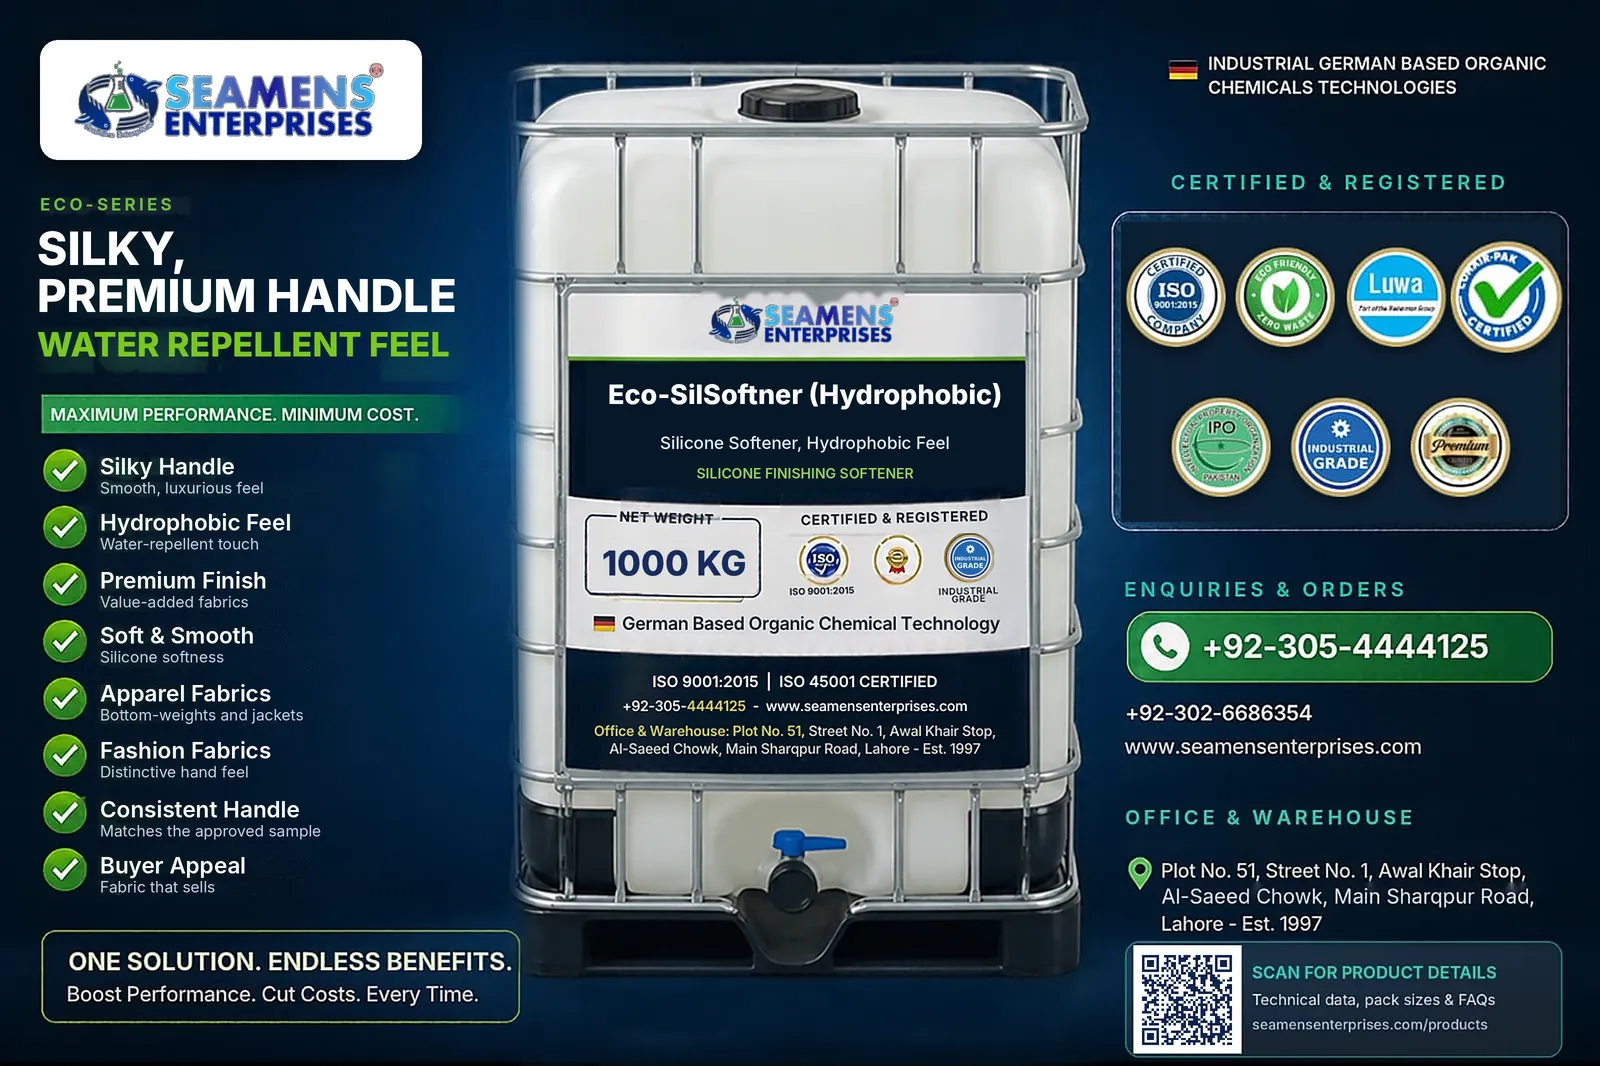 SEAMENS
ENTERPRISES
ECO-SERIES
SILKY,
PREMIUM HANDLE
WATER REPELLENT FEEL
MAXIMUM PERFORMANCE. MINIMUM COST.
Silky Handle
Smooth, luxurious feel
Hydrophobic Feel
Water-repellent touch
Premium Finish
Value-added fabrics
Soft & Smooth
Silicone softness
Apparel Fabrics
Bottom-weights and jackets
Fashion Fabrics
Distinctive hand feel
Consistent Handle
Matches the approved sample
Buyer Appeal
Fabric that sells
ONE SOLUTION. ENDLESS BENEFITS.
Boost Performance. Cut Costs. Every Time.
SEAMENS
ENTERPRISES
Eco-SilSoftner (Hydrophobic)
Silicone Softener, Hydrophobic Feel
SILICONE FINISHING SOFTENER
NET WEIGHT
1000 KG
CERTIFIED & REGISTERED
ISO
INDUSTRIAL
GRADE
ISO 9001:2015
INDUSTRIAL
GRADE
German Based Organic Chemical Technology
ISO 9001:2015 | ISO 45001 CERTIFIED
+92-305-4444125 - www.seamensenterprises.com
Office & Warehouse: Plot No. 51, Street No. 1, Awal Khair Stop,
Al-Saeed Chowk, Main Sharqpur Road, Lahore - Est. 1997
INDUSTRIAL GERMAN BASED ORGANIC
CHEMICALS TECHNOLOGIES
CERTIFIED & REGISTERED
CERTIFIED
ISO
9001:2015
COMPANY
ECO FRIENDLY
ZERO WASTE
Luwa
Part of the
Group
PAK
CERTIFIED
INTELLECTUAL PROPERTY ORGANIZATION
IPO
PAKISTAN
INDUSTRIAL
GRADE
Premium
ENQUIRIES & ORDERS
+92-305-4444125
+92-302-6686354
www.seamensenterprises.com
OFFICE & WAREHOUSE
Plot No. 51, Street No. 1, Awal Khair Stop,
Al-Saeed Chowk, Main Sharqpur Road,
Lahore - Est. 1997
SCAN FOR PRODUCT DETAILS
Technical data, pack sizes & FAQs
seamensenterprises.com/products